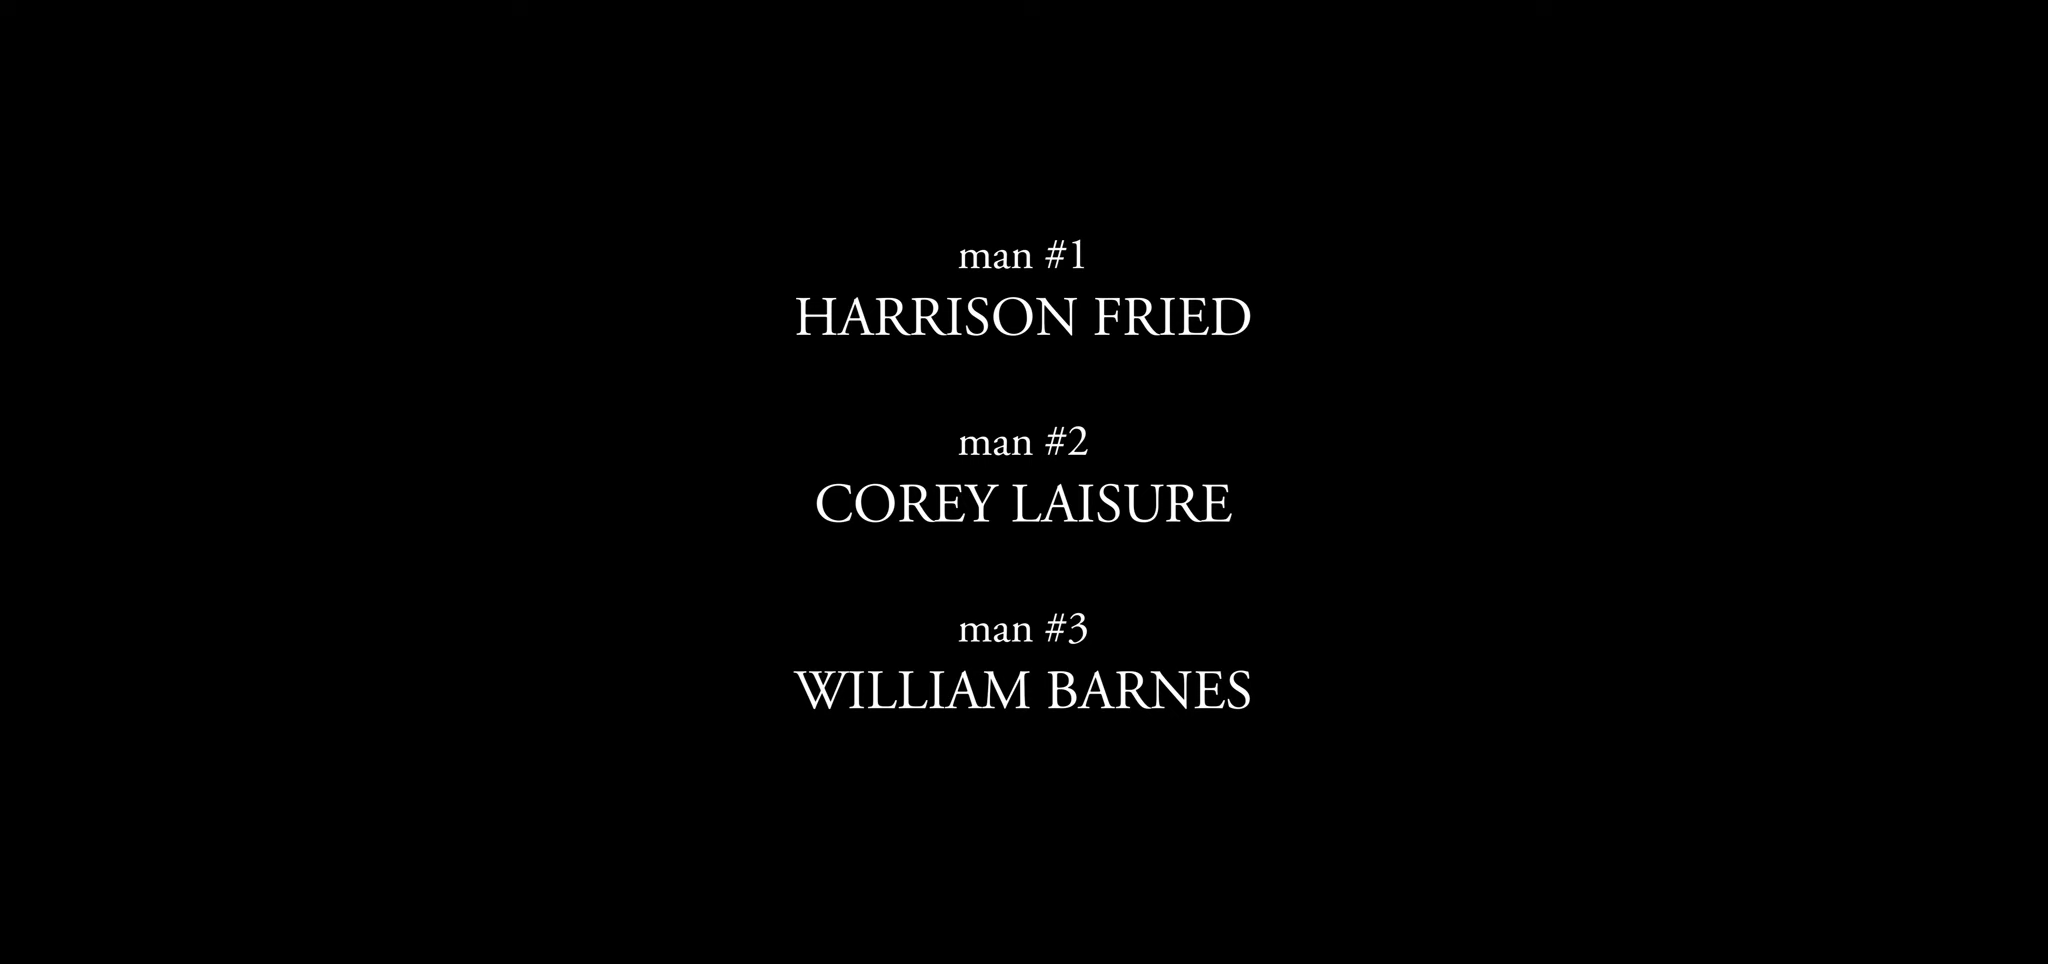 man #1
HARRISON FRIED
man #2
COREY LAISURE
man #3
WILLIAM BARNES